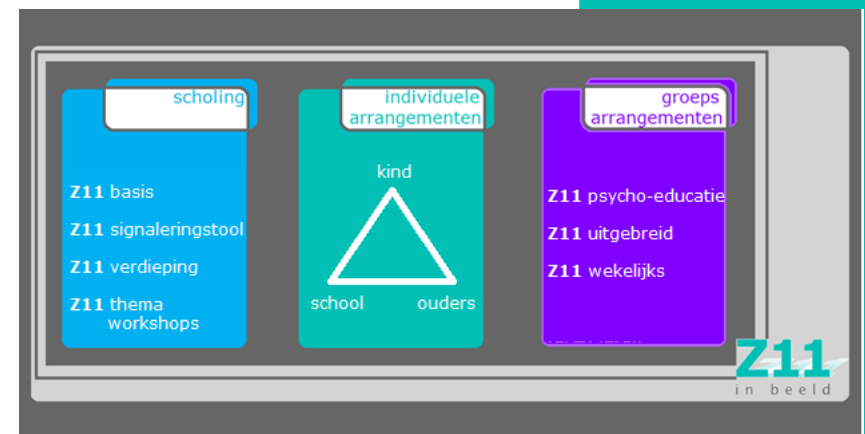 scholing
Z11 basis
Z11 signaleringstool
Z11 verdieping
Z11 thema
workshops
individuele
arrangementen
kind
school ouders
groeps
arrangementen
Z11 psycho-educatie
Z11 uitgebreid
Z11 wekelijks
Z11
in beeld